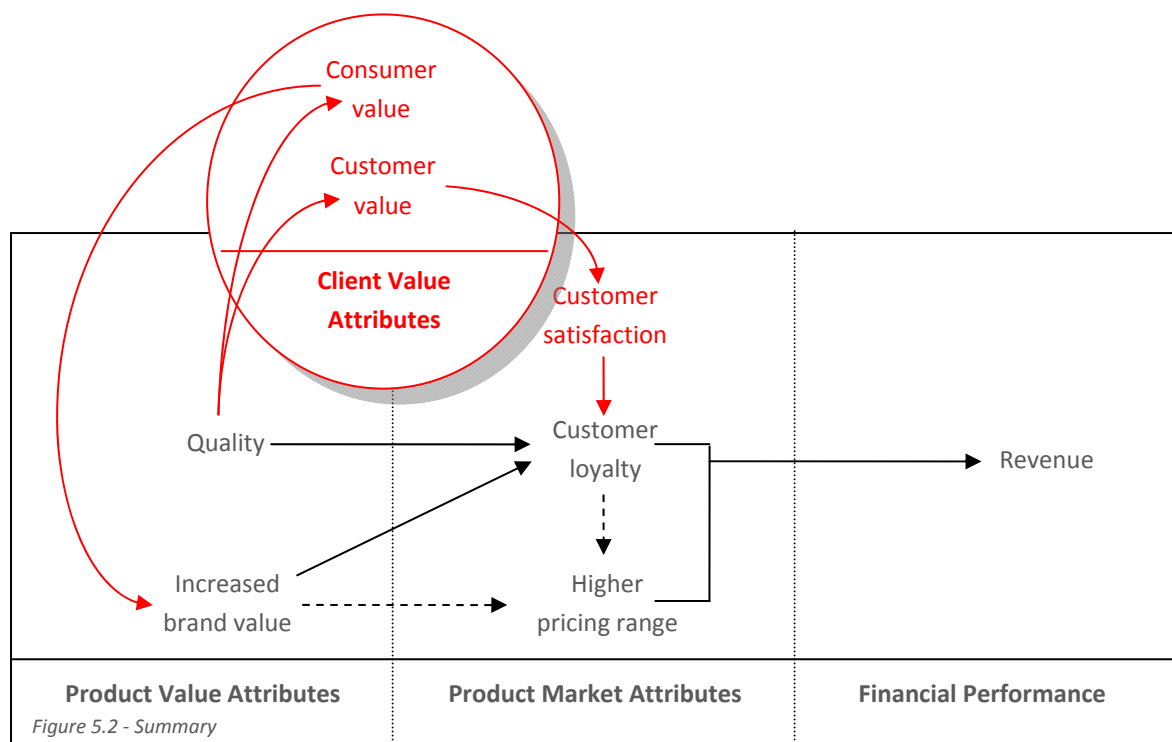 Consumer
value
Customer
value
Client Value
Attributes
Customer
satisfaction
Quality
Customer
loyalty
Revenue
Increased
brand value
Higher
pricing range
Product Value Attributes
Product Market Attributes
Financial Performance
Figure 5.2 - Summary